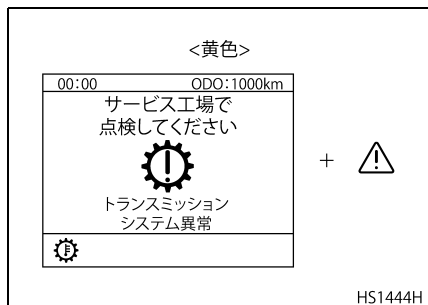 <黄色>
00:00 ODO:1000km
サービス工場で
点検してください
トランスミッション
システム異常
+
HS1444H